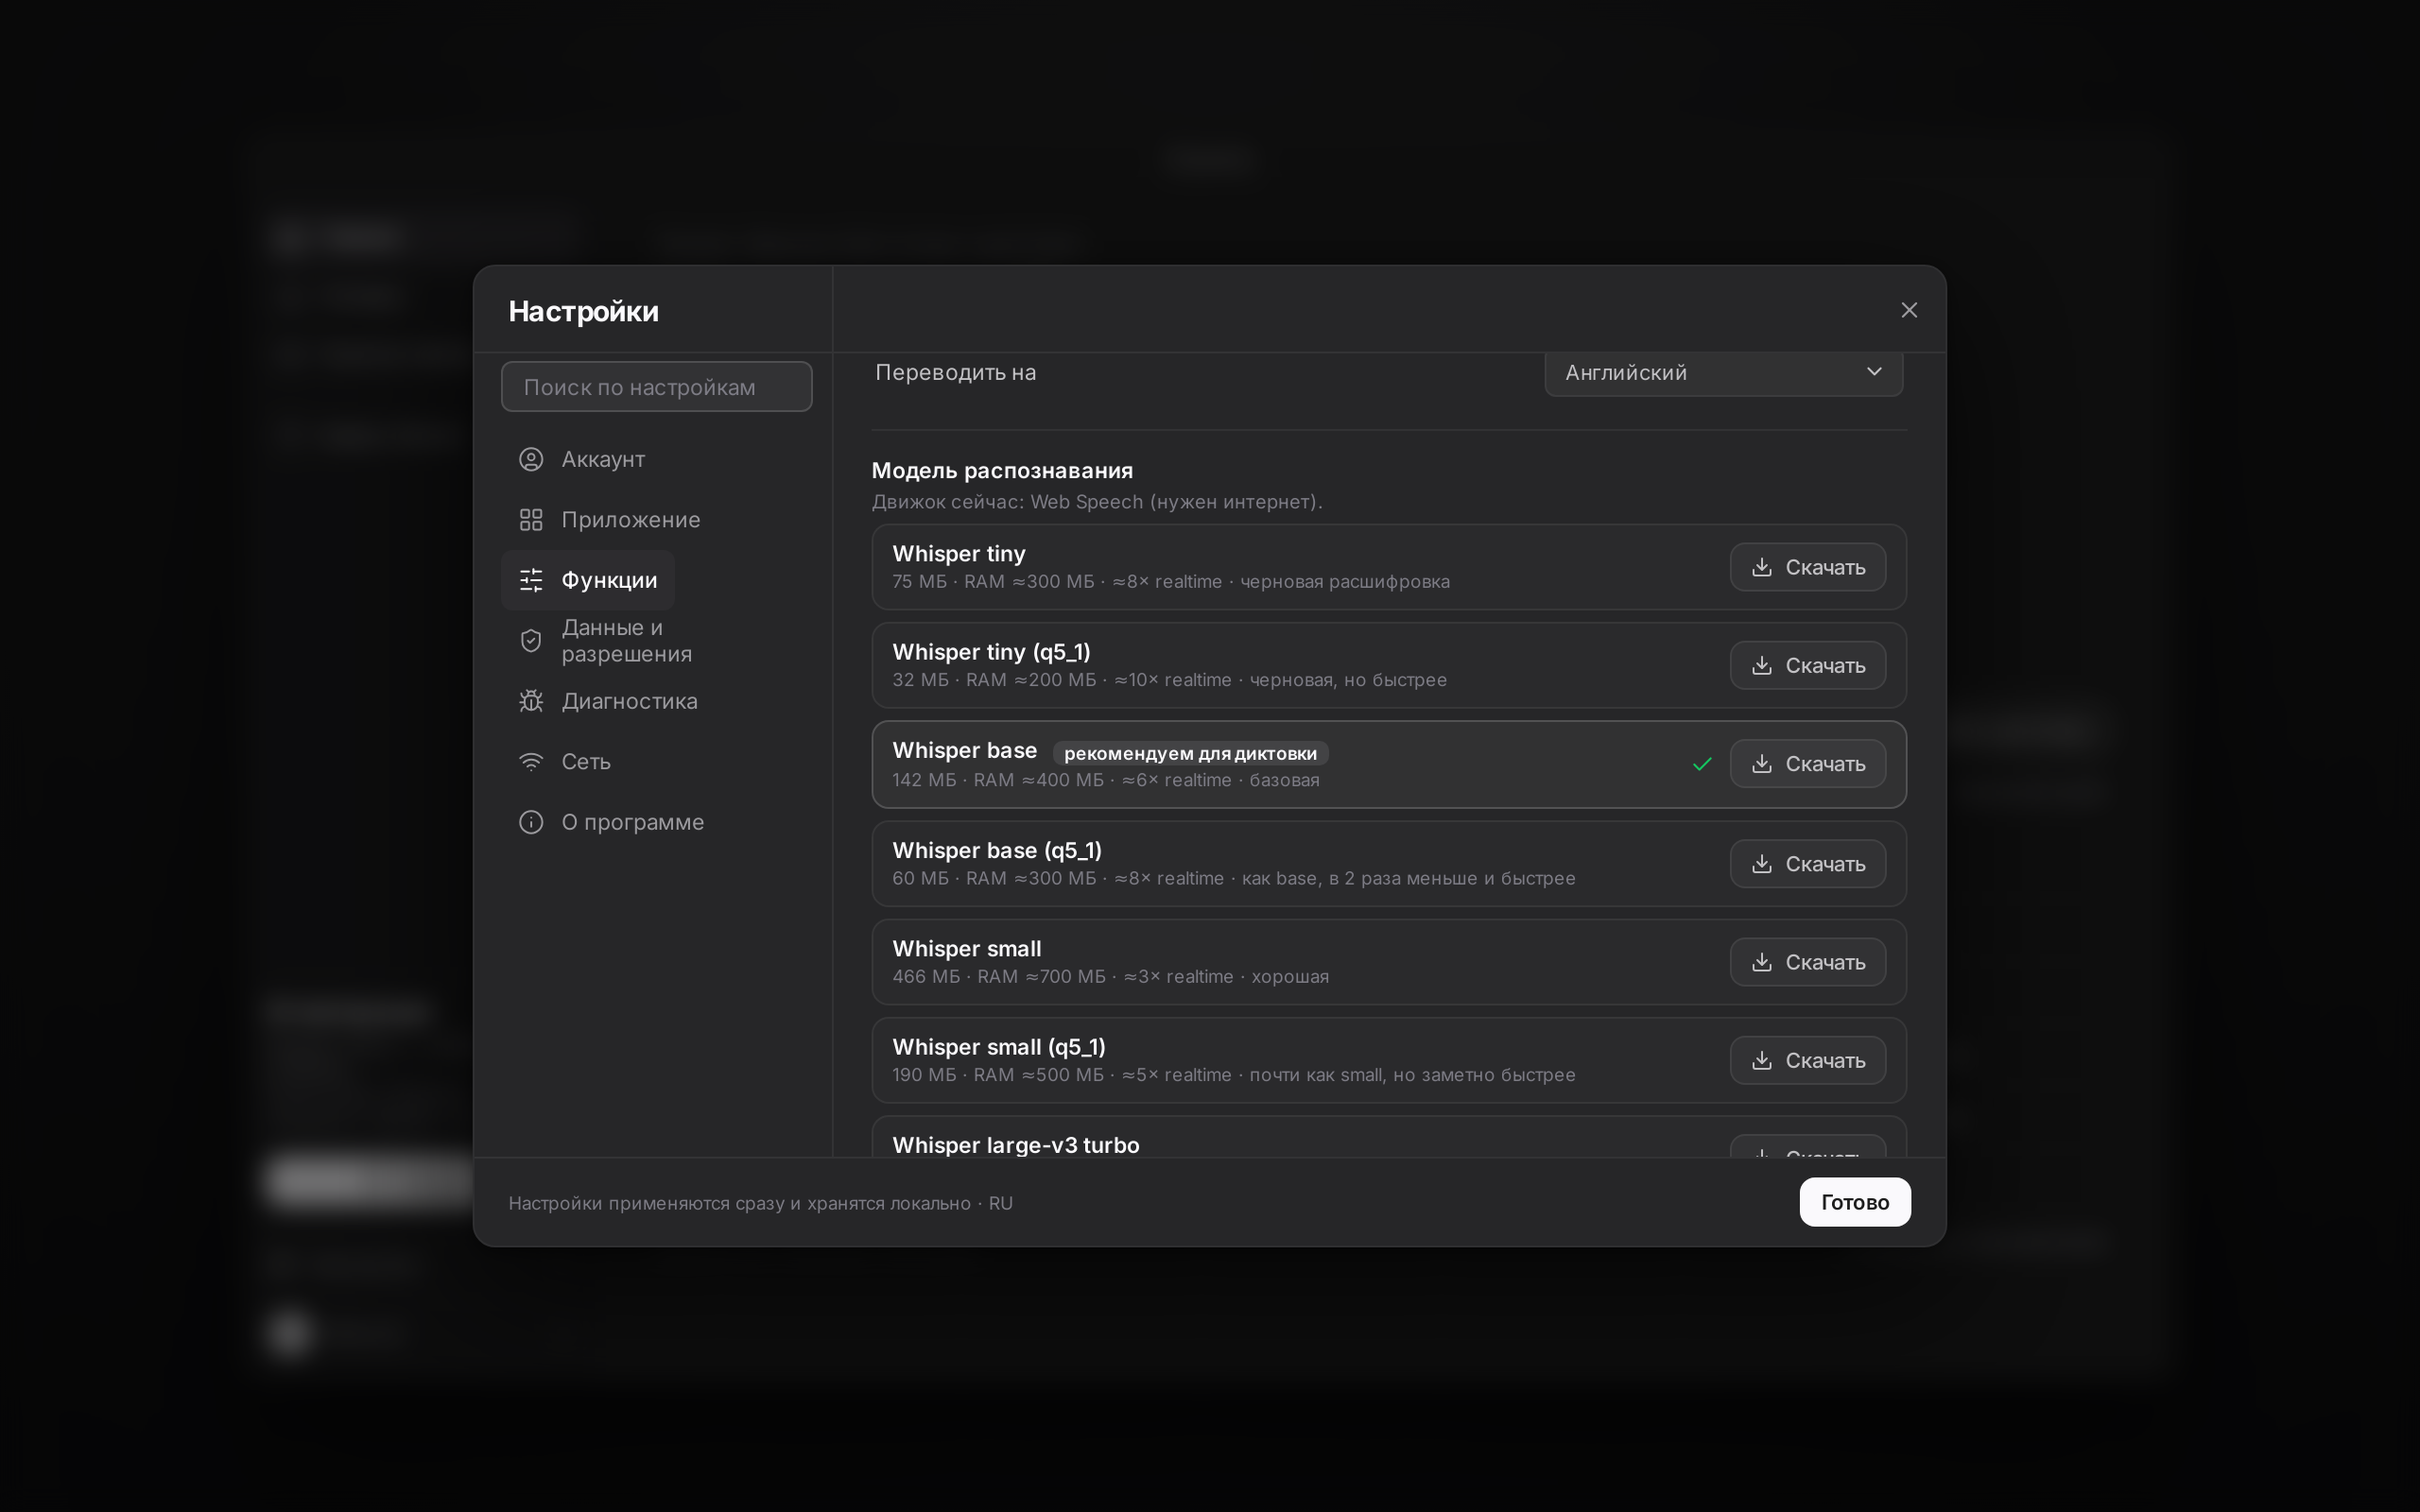 Настройки
Поиск по настройкам
Аккаунт
Приложение
Функции
Данные и
разрешения
Диагностика
Сеть
О программе
Переводить на
Английский
Модель распознавания
Движок сейчас: Web Speech (нужен интернет).
Whisper tiny
75 МБ · RAM ≈300 МБ · ≈8× realtime · черновая расшифровка
Скачать
Whisper tiny (q5_1)
32 МБ · RAM ≈200 МБ · ≈10× realtime · черновая, но быстрее
Скачать
Whisper base рекомендуем для диктовки
142 МБ · RAM ≈400 МБ · ≈6× realtime · базовая
Скачать
Whisper base (q5_1)
60 МБ · RAM ≈300 МБ · ≈8× realtime · как base, в 2 раза меньше и быстрее
Скачать
Whisper small
466 МБ · RAM ≈700 МБ · ≈3× realtime · хорошая
Скачать
Whisper small (q5_1)
190 МБ · RAM ≈500 МБ · ≈5× realtime · почти как small, но заметно быстрее
Скачать
Whisper large-v3 turbo
Скачать
Настройки применяются сразу и хранятся локально · RU
Готово